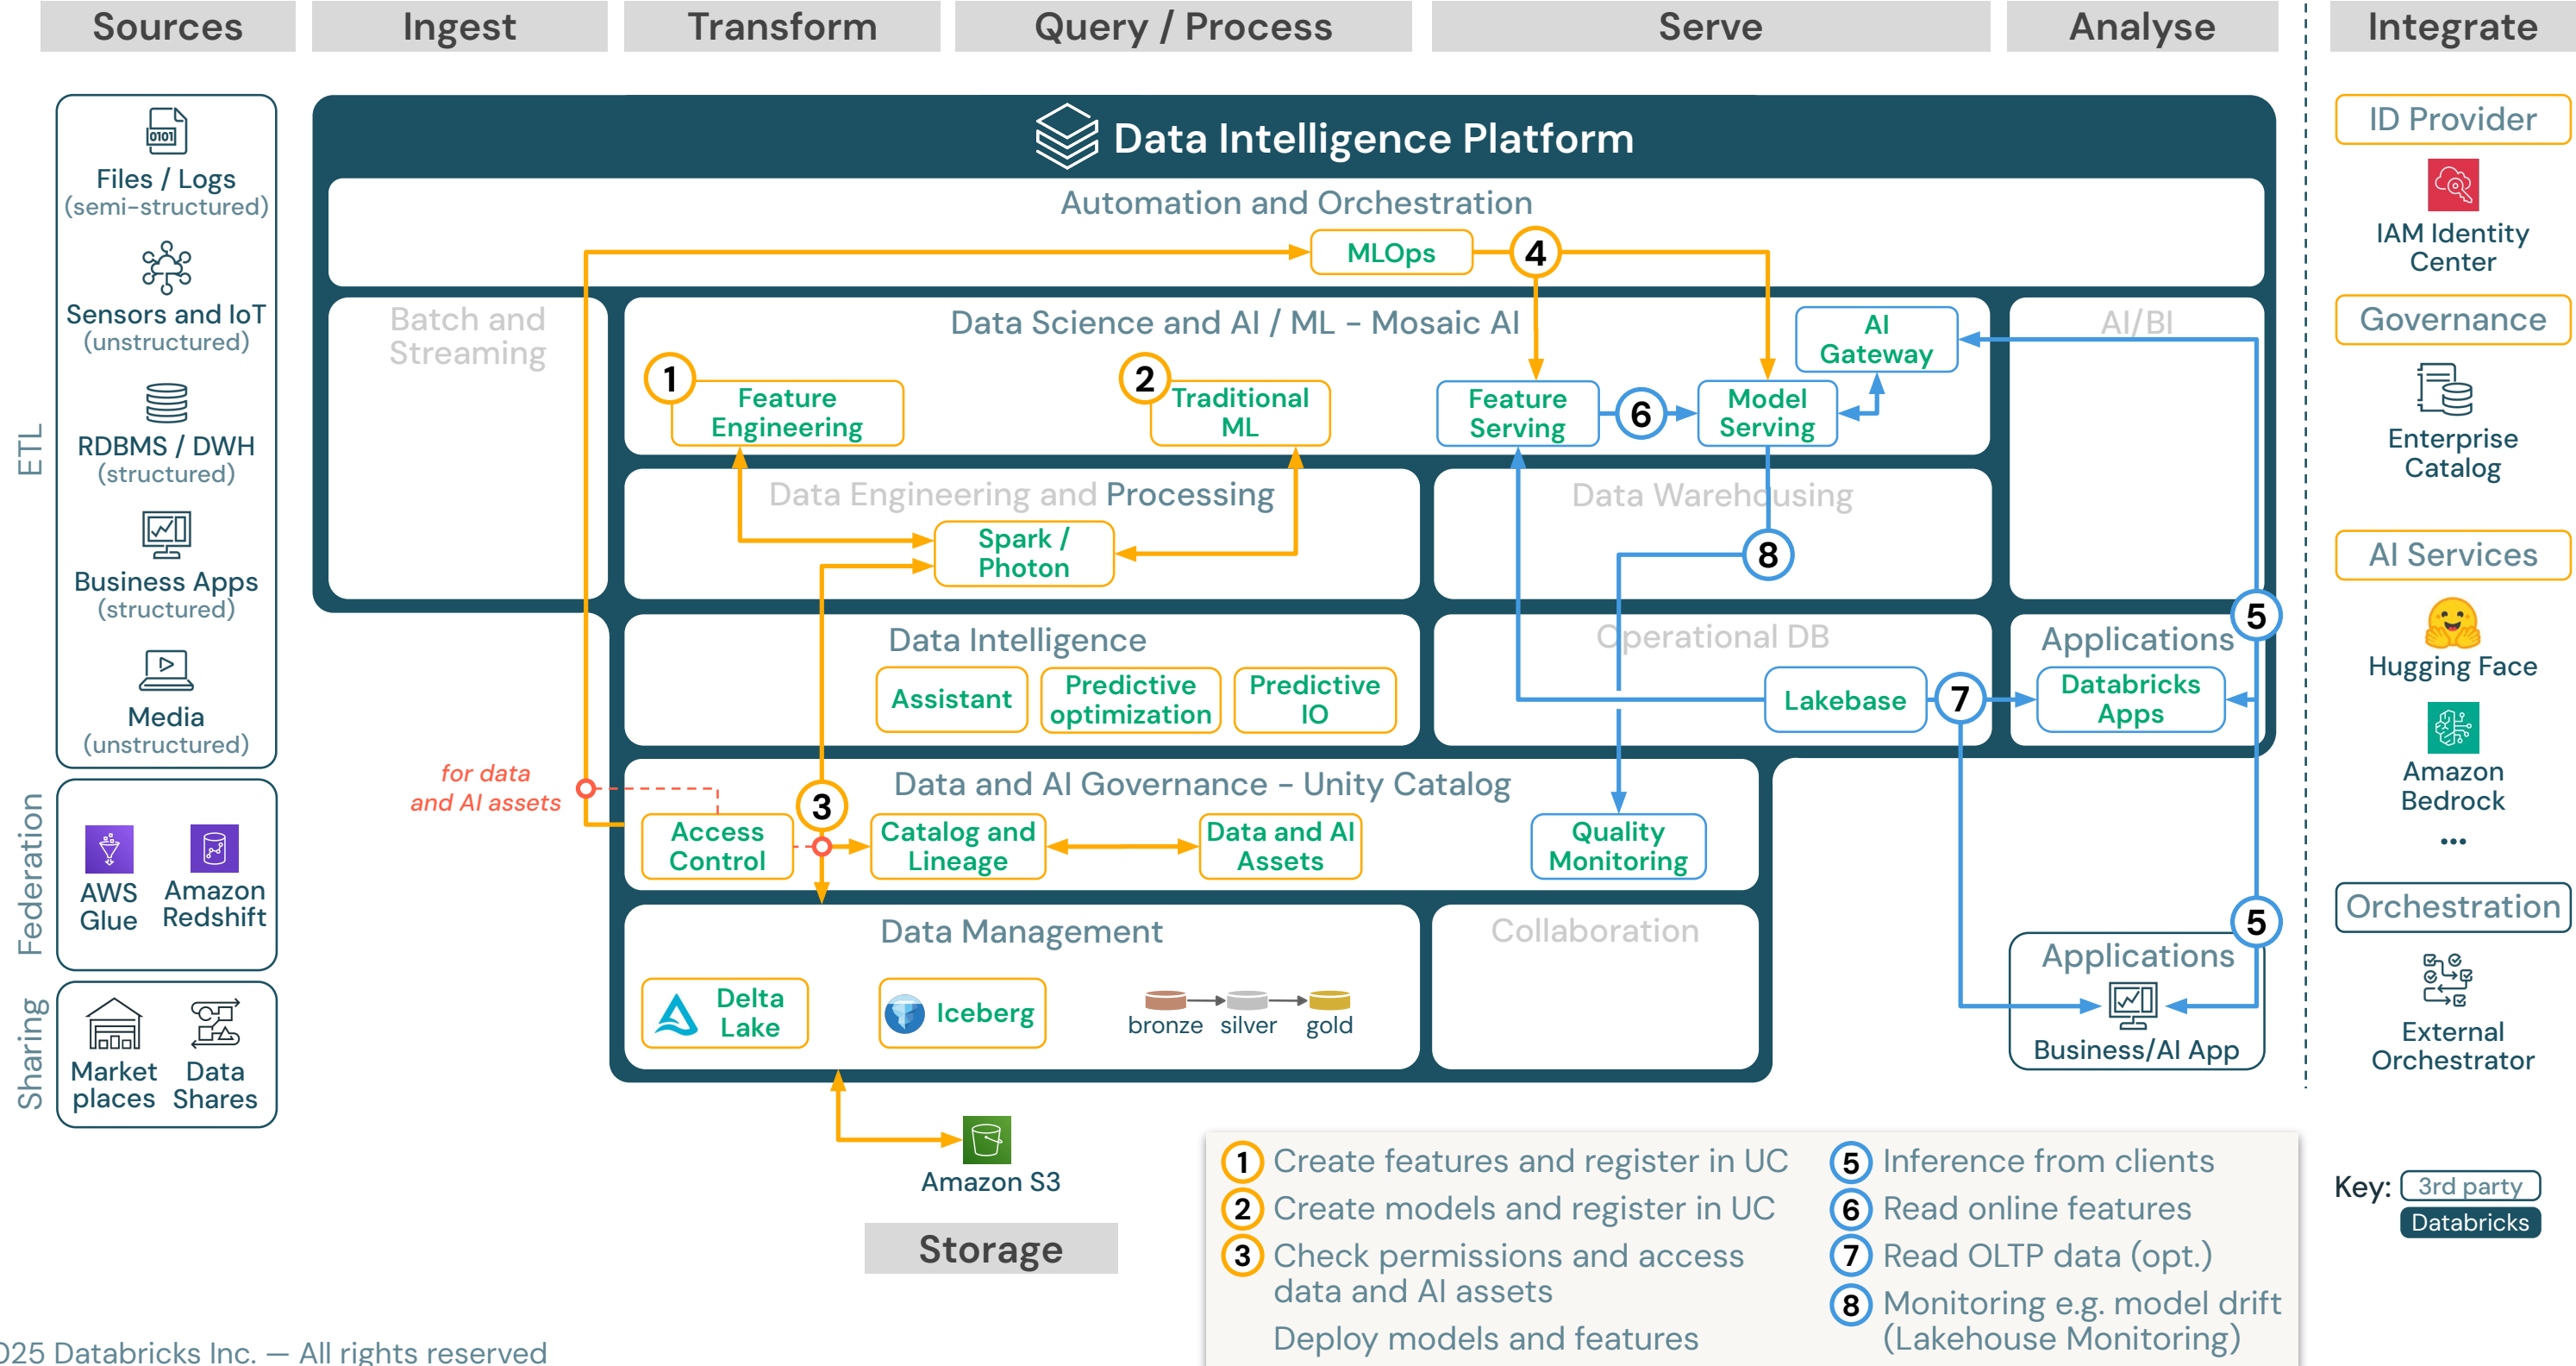 Sources
Ingest
Transform
Query / Process
Serve
Analyse
Integrate
ETL
0101
Files / Logs
(semi-structured)
Sensors and IoT
(unstructured)
RDBMS / DWH
(structured)
Business Apps
(structured)
Media
(unstructured)
Federation
AWS
Glue
Amazon
Redshift
Sharing
Market
places
Data
Shares
Data Intelligence Platform
Automation and Orchestration
MLOps
4
Batch and
Streaming
Data Science and AI / ML - Mosaic AI
1
Feature
Engineering
2
Traditional
ML
Feature
Serving
6
Model
Serving
AI
Gateway
AI/BI
Data Engineering and Processing
Spark /
Photon
Data Warehousing
8
5
Data Intelligence
Assistant
Predictive
optimization
Predictive
IO
Operational DB
Lakebase
7
Applications
Databricks
Apps
for data
and AI assets
Data and AI Governance - Unity Catalog
3
Access
Control
Catalog and
Lineage
Data and AI
Assets
Quality
Monitoring
Data Management
Delta
Lake
Iceberg
bronze
silver
gold
Collaboration
5
Applications
Business/AI App
Amazon S3
Storage
ID Provider
IAM Identity
Center
Governance
Enterprise
Catalog
AI Services
Hugging Face
Amazon
Bedrock
...
Orchestration
External
Orchestrator
1 Create features and register in UC
2 Create models and register in UC
3 Check permissions and access
data and AI assets
Deploy models and features
5 Inference from clients
6 Read online features
7 Read OLTP data (opt.)
8 Monitoring e.g. model drift
(Lakehouse Monitoring)
Key: 3rd party
Databricks
025 Databricks Inc. — All rights reserved